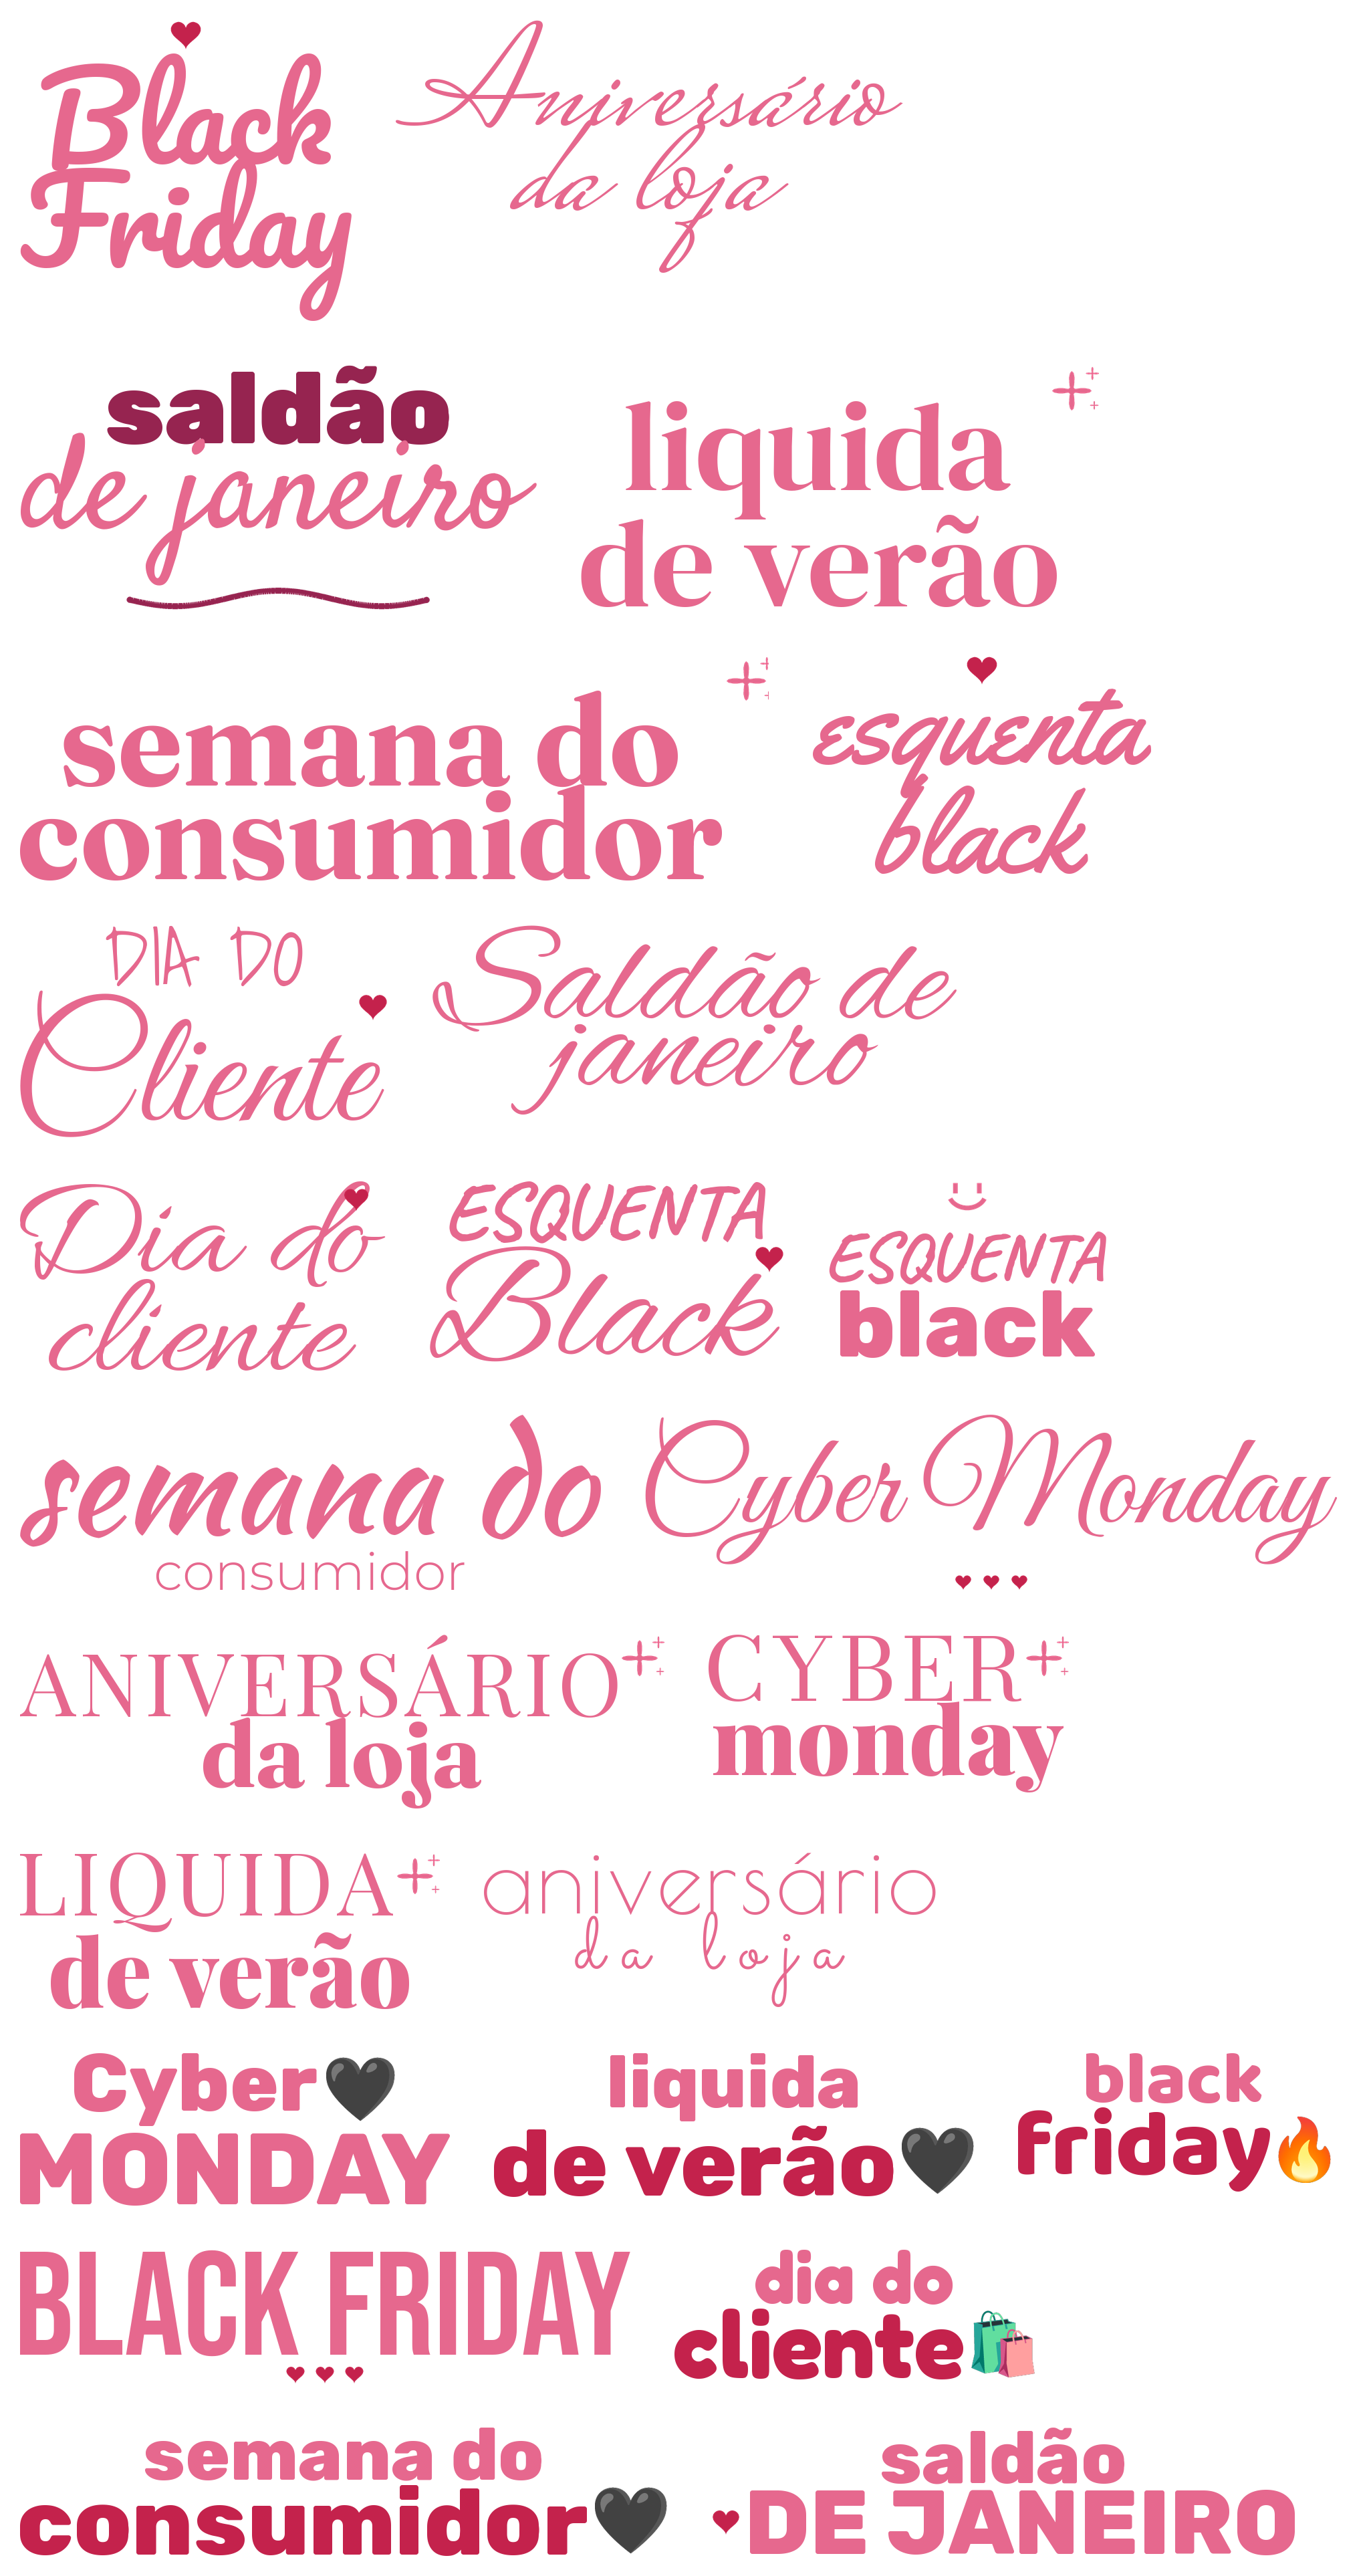 Black
Friday
Aniversário
da loja
saldão
de janeiro
liquida
de verão
semana do
consumidor
esquenta
black
DIA DO
Cliente
Saldão de
janeiro
Dia do
cliente
ESQUENTA
Black
ESQUENTA
black
semana do
consumidor
Cyber Monday
ANIVERSÁRIO
da loja
CYBER
monday
LIQUIDA
de verão
aniversário
da loja
Cyber🖤
MONDAY
liquida
de verão🖤
black
friday🔥
BLACK FRIDAY
dia do
cliente🛍️
semana do
consumidor🖤
saldão
DE JANEIRO